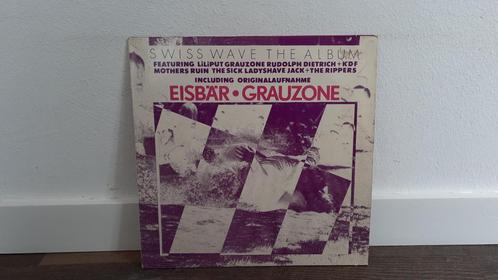 SWISS WAVE THE ALBUM
FEATURING LILIPUT GRAUZONE RUDOLPH DIETRICH + KDF
MOTHERS RUIN THE SICK LADYSHAVE JACK + THE RIPPERS
INCLUDING ORIGINALAUFNAHME
EISBÄR • GRAUZONE